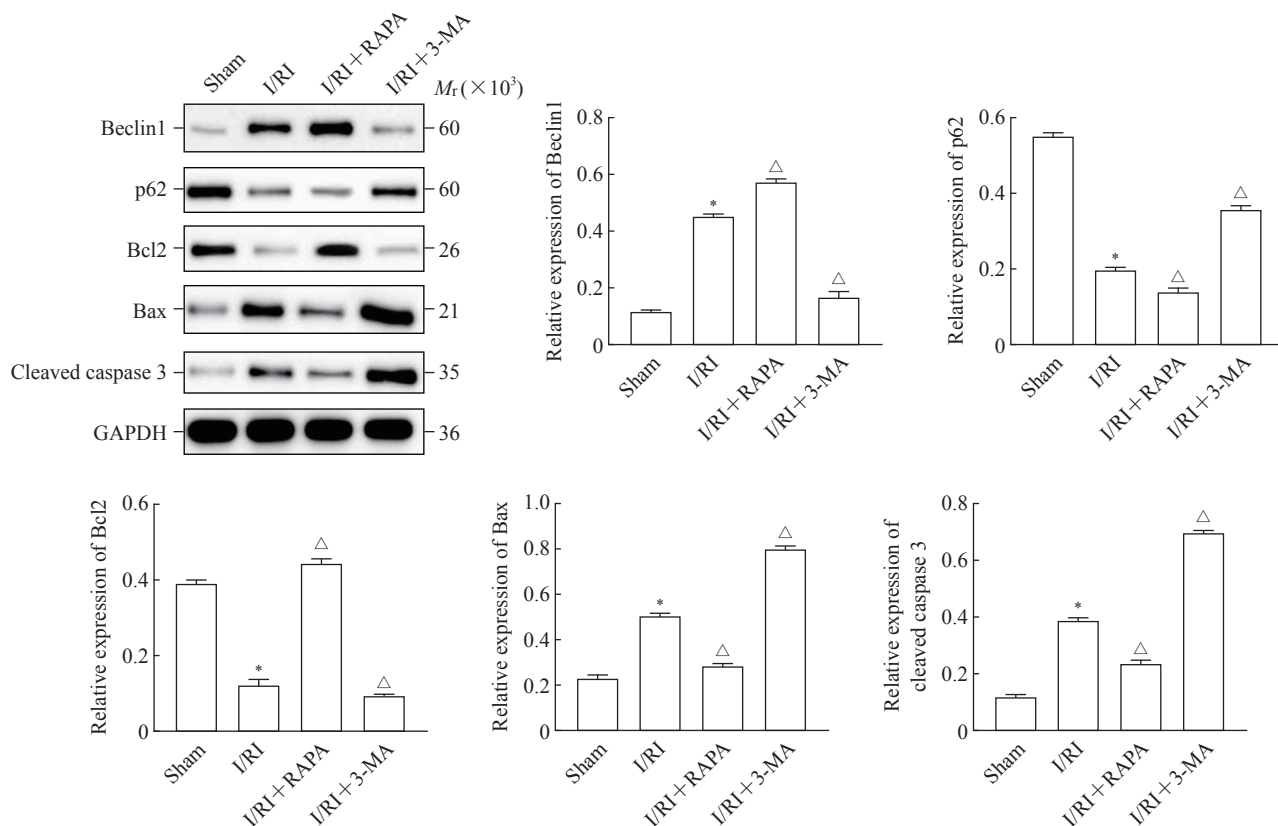 Sham
I/RI
I/RI+RAPA
I/RI+3-MA
Mr(×10³)
Beclin1
60
p62
60
Bcl2
26
Bax
21
Cleaved caspase 3
35
GAPDH
36
Relative expression of Beclin1
0.8
0.6
0.4
0.2
0
*
△
△
Sham
I/RI
I/RI+RAPA
I/RI+3-MA
Relative expression of p62
0.6
0.4
0.2
0
*
△
△
Sham
I/RI
I/RI+RAPA
I/RI+3-MA
Relative expression of Bcl2
0.6
0.4
0.2
0
*
△
△
Sham
I/RI
I/RI+RAPA
I/RI+3-MA
Relative expression of Bax
1.0
0.8
0.6
0.4
0.2
0
*
△
△
Sham
I/RI
I/RI+RAPA
I/RI+3-MA
Relative expression of
cleaved caspase 3
0.8
0.6
0.4
0.2
0
*
△
△
Sham
I/RI
I/RI+RAPA
I/RI+3-MA